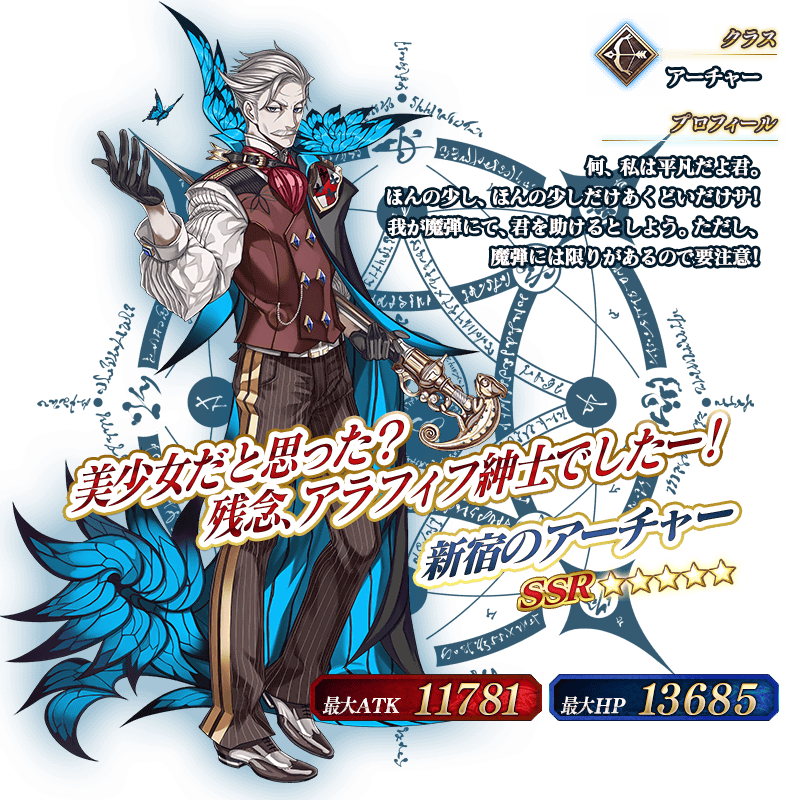 クラス
アーチャー
プロフィール
何、私は平凡だよ君。
ほんの少し、ほんの少しだけあくどいだけサ!
我が魔弾にて、君を助けるとしよう。ただし、
魔弾には限りがあるので要注意!
美少女だと思った?
残念、アラフィフ紳士でしたー!
新宿のアーチャー
SSR☆☆☆☆☆
最大ATK 11781
最大HP 13685